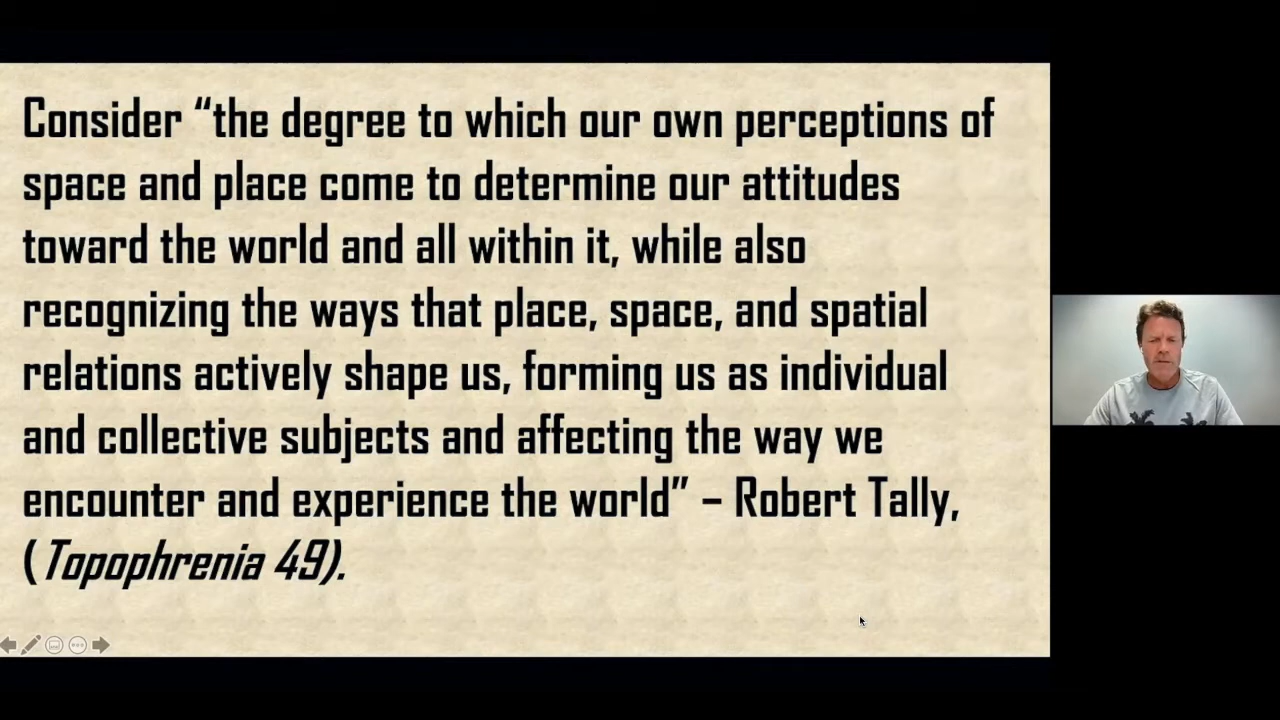 Consider “the degree to which our own perceptions of
space and place come to determine our attitudes
toward the world and all within it, while also
recognizing the ways that place, space, and spatial
relations actively shape us, forming us as individual
and collective subjects and affecting the way we
encounter and experience the world” – Robert Tally,
(Topophrenia 49).